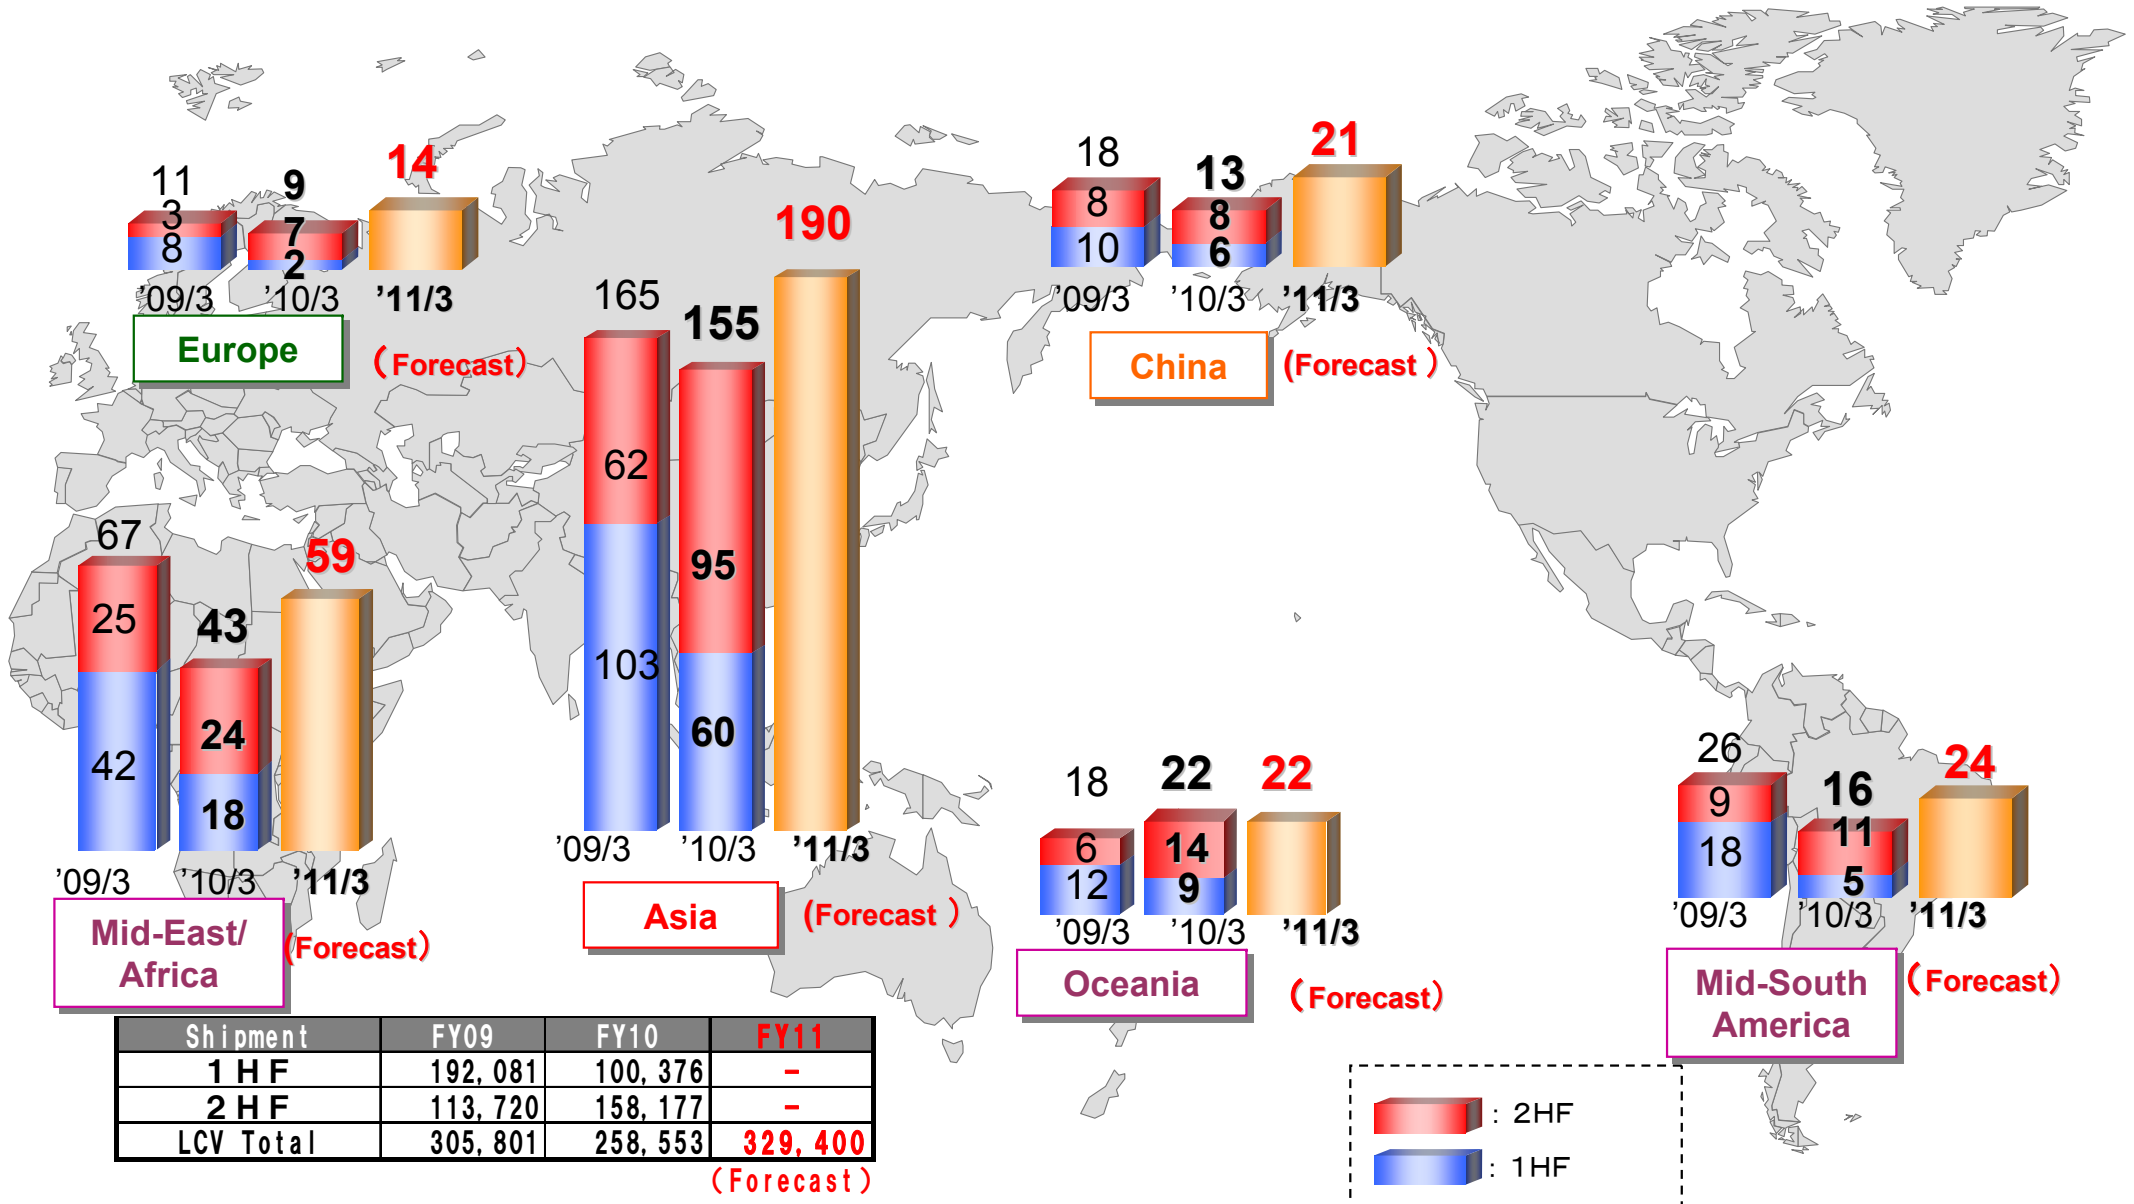 11
3
8
9
7
2
14
'09/3
'10/3
'11/3
Europe
(Forecast)
18
8
10
13
8
6
21
'09/3
'10/3
'11/3
China
(Forecast )
165
62
103
155
95
60
190
'09/3
'10/3
'11/3
Asia
(Forecast )
67
25
42
43
24
18
59
'09/3
'10/3
'11/3
Mid-East/
Africa
(Forecast)
18
6
12
22
14
9
22
'09/3
'10/3
'11/3
Oceania
(Forecast)
26
9
18
16
11
5
24
'09/3
'10/3
'11/3
Mid-South
America
(Forecast)
Shipment FY09 FY10 FY11
1HF 192,081 100,376 -
2HF 113,720 158,177 -
LCV Total 305,801 258,553 329,400
(Forecast)
: 2HF
: 1HF